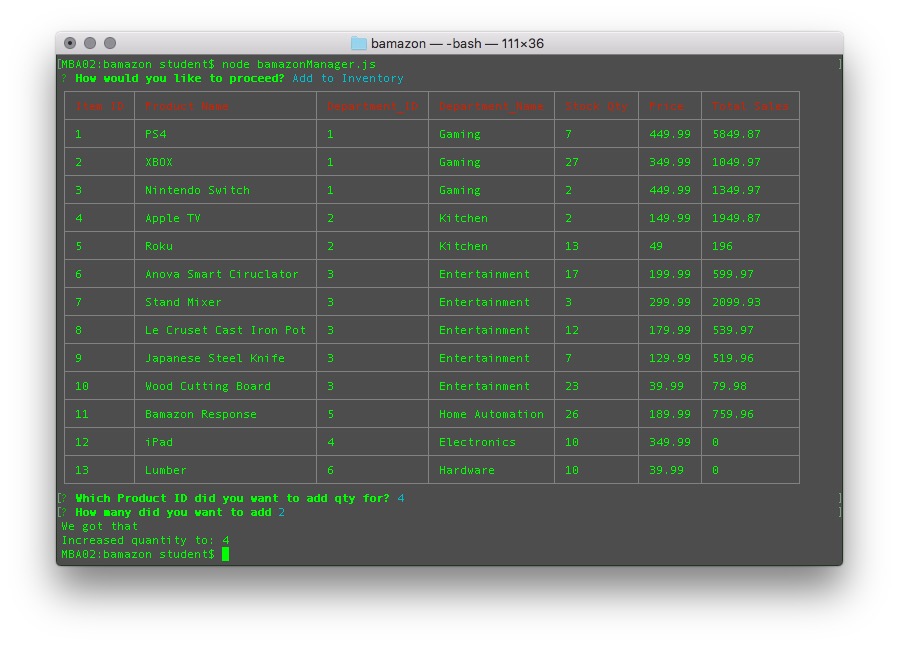 bamazon — -bash — 111×36
[MBA02:bamazon student$ node bamazonManager.js ]
? How would you like to proceed? Add to Inventory
Item ID Product Name Department_ID Department_Name Stock Qty Price Total Sales
1 PS4 1 Gaming 7 449.99 5849.87
2 XBOX 1 Gaming 27 349.99 1049.97
3 Nintendo Switch 1 Gaming 2 449.99 1349.97
4 Apple TV 2 Kitchen 2 149.99 1949.87
5 Roku 2 Kitchen 13 49 196
6 Anova Smart Ciruclator 3 Entertainment 17 199.99 599.97
7 Stand Mixer 3 Entertainment 3 299.99 2099.93
8 Le Cruset Cast Iron Pot 3 Entertainment 12 179.99 539.97
9 Japanese Steel Knife 3 Entertainment 7 129.99 519.96
10 Wood Cutting Board 3 Entertainment 23 39.99 79.98
11 Bamazon Response 5 Home Automation 26 189.99 759.96
12 iPad 4 Electronics 10 349.99 0
13 Lumber 6 Hardware 10 39.99 0
[? Which Product ID did you want to add qty for? 4 ]
[? How many did you want to add 2 ]
We got that
Increased quantity to: 4
MBA02:bamazon student$